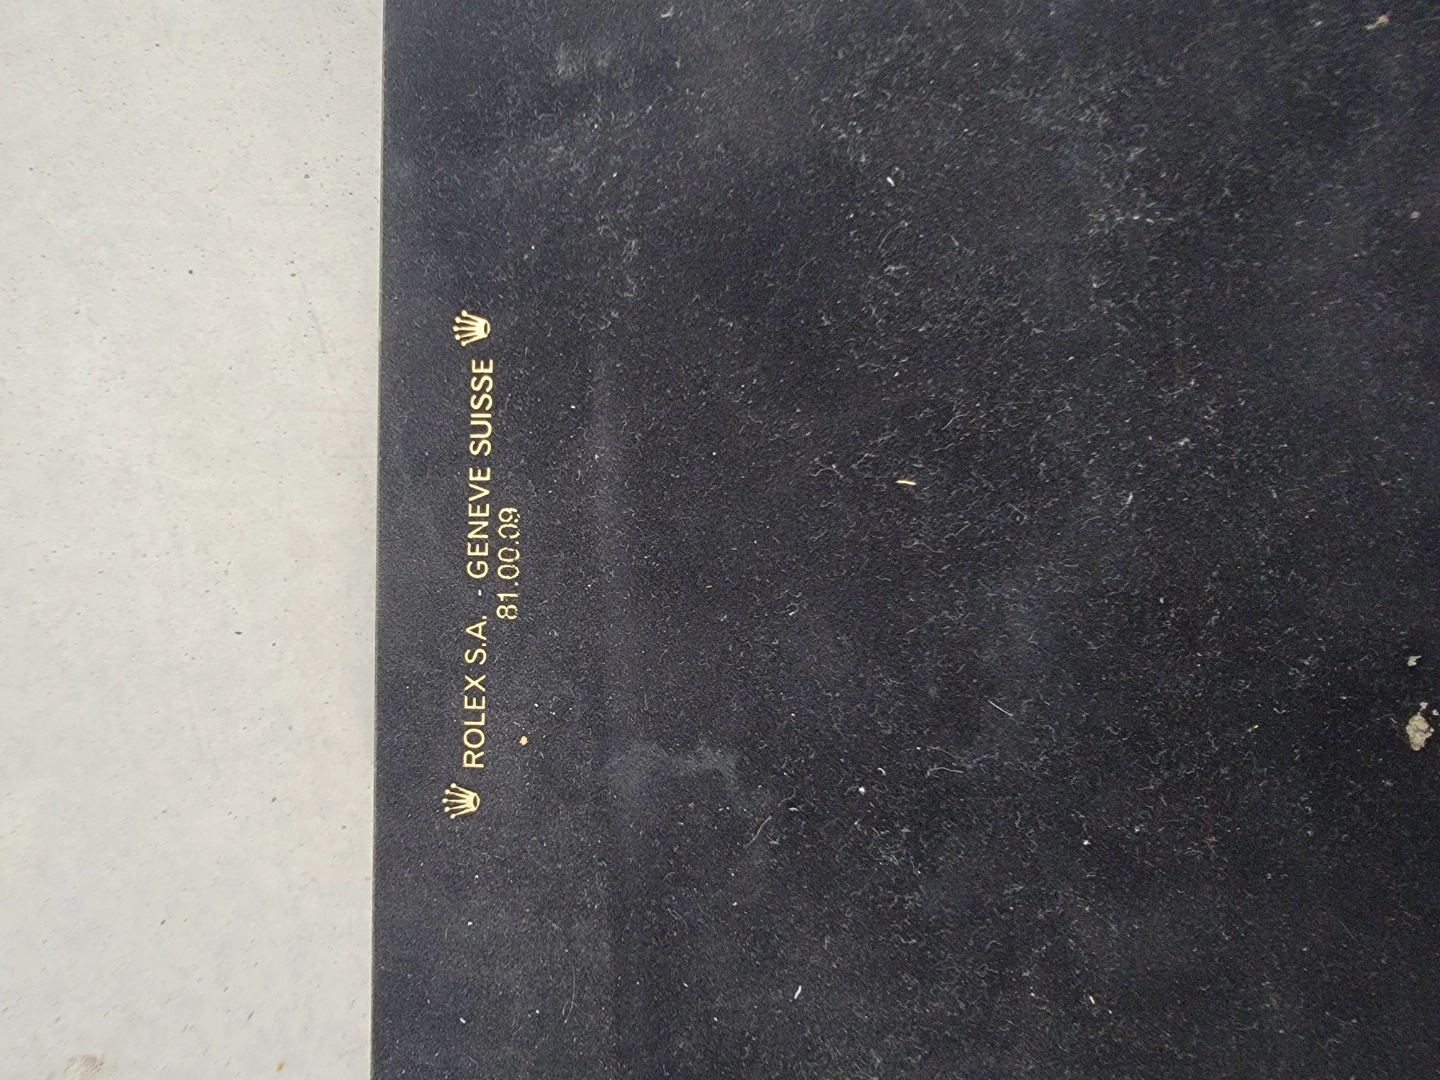 ROLEX S.A. - GENEVE SUISSE
81.00.09